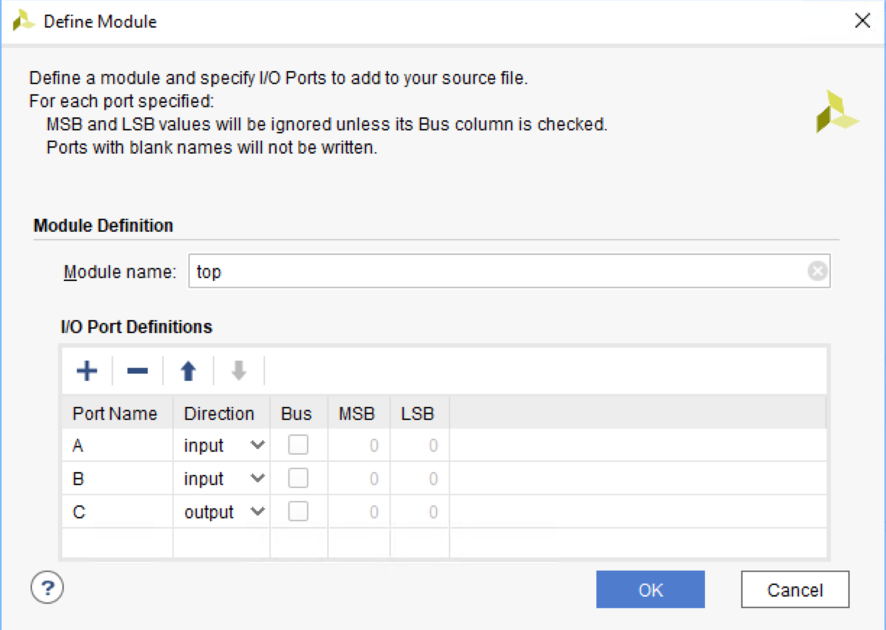 Define Module
Define a module and specify I/O Ports to add to your source file.
For each port specified:
MSB and LSB values will be ignored unless its Bus column is checked.
Ports with blank names will not be written.
Module Definition
Module name: top
I/O Port Definitions
Port Name Direction Bus MSB LSB
A input 0 0
B input 0 0
C output 0 0
? OK Cancel